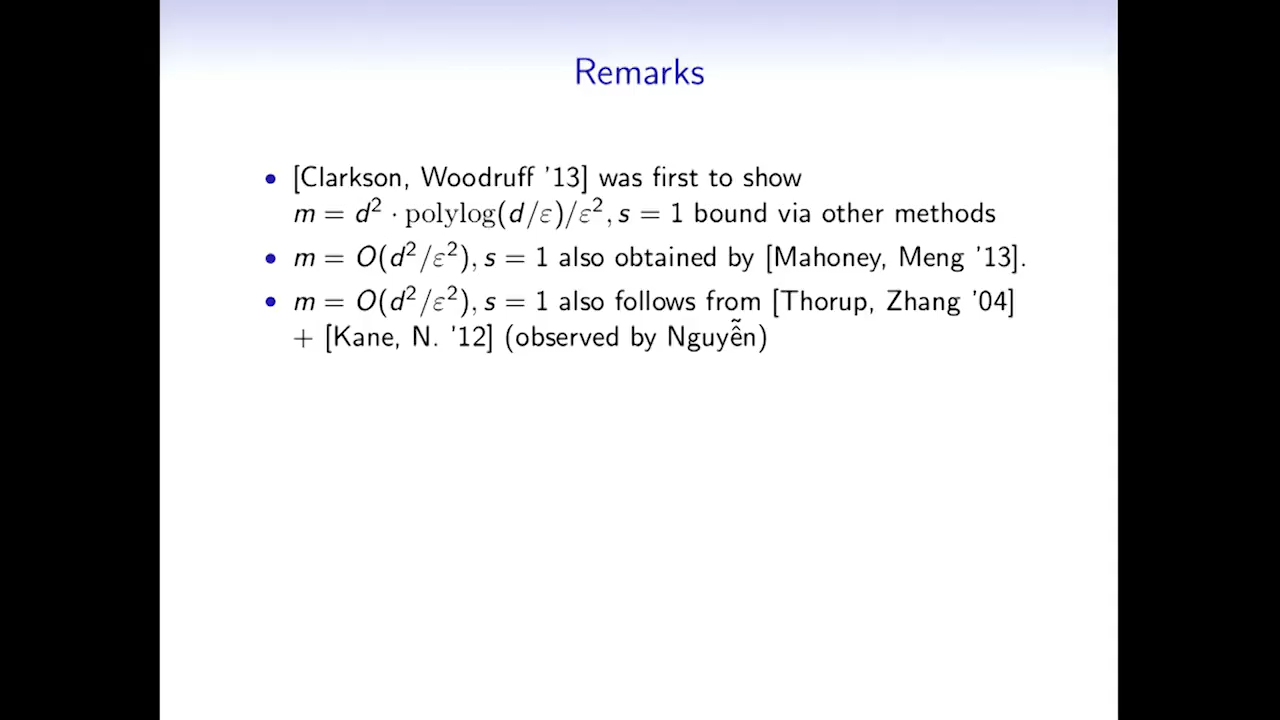 Remarks
• [Clarkson, Woodruff '13] was first to show
m = d² · polylog(d/ε)/ε², s = 1 bound via other methods
• m = O(d²/ε²), s = 1 also obtained by [Mahoney, Meng '13].
• m = O(d²/ε²), s = 1 also follows from [Thorup, Zhang '04]
+ [Kane, N. '12] (observed by Nguyễ̃n)